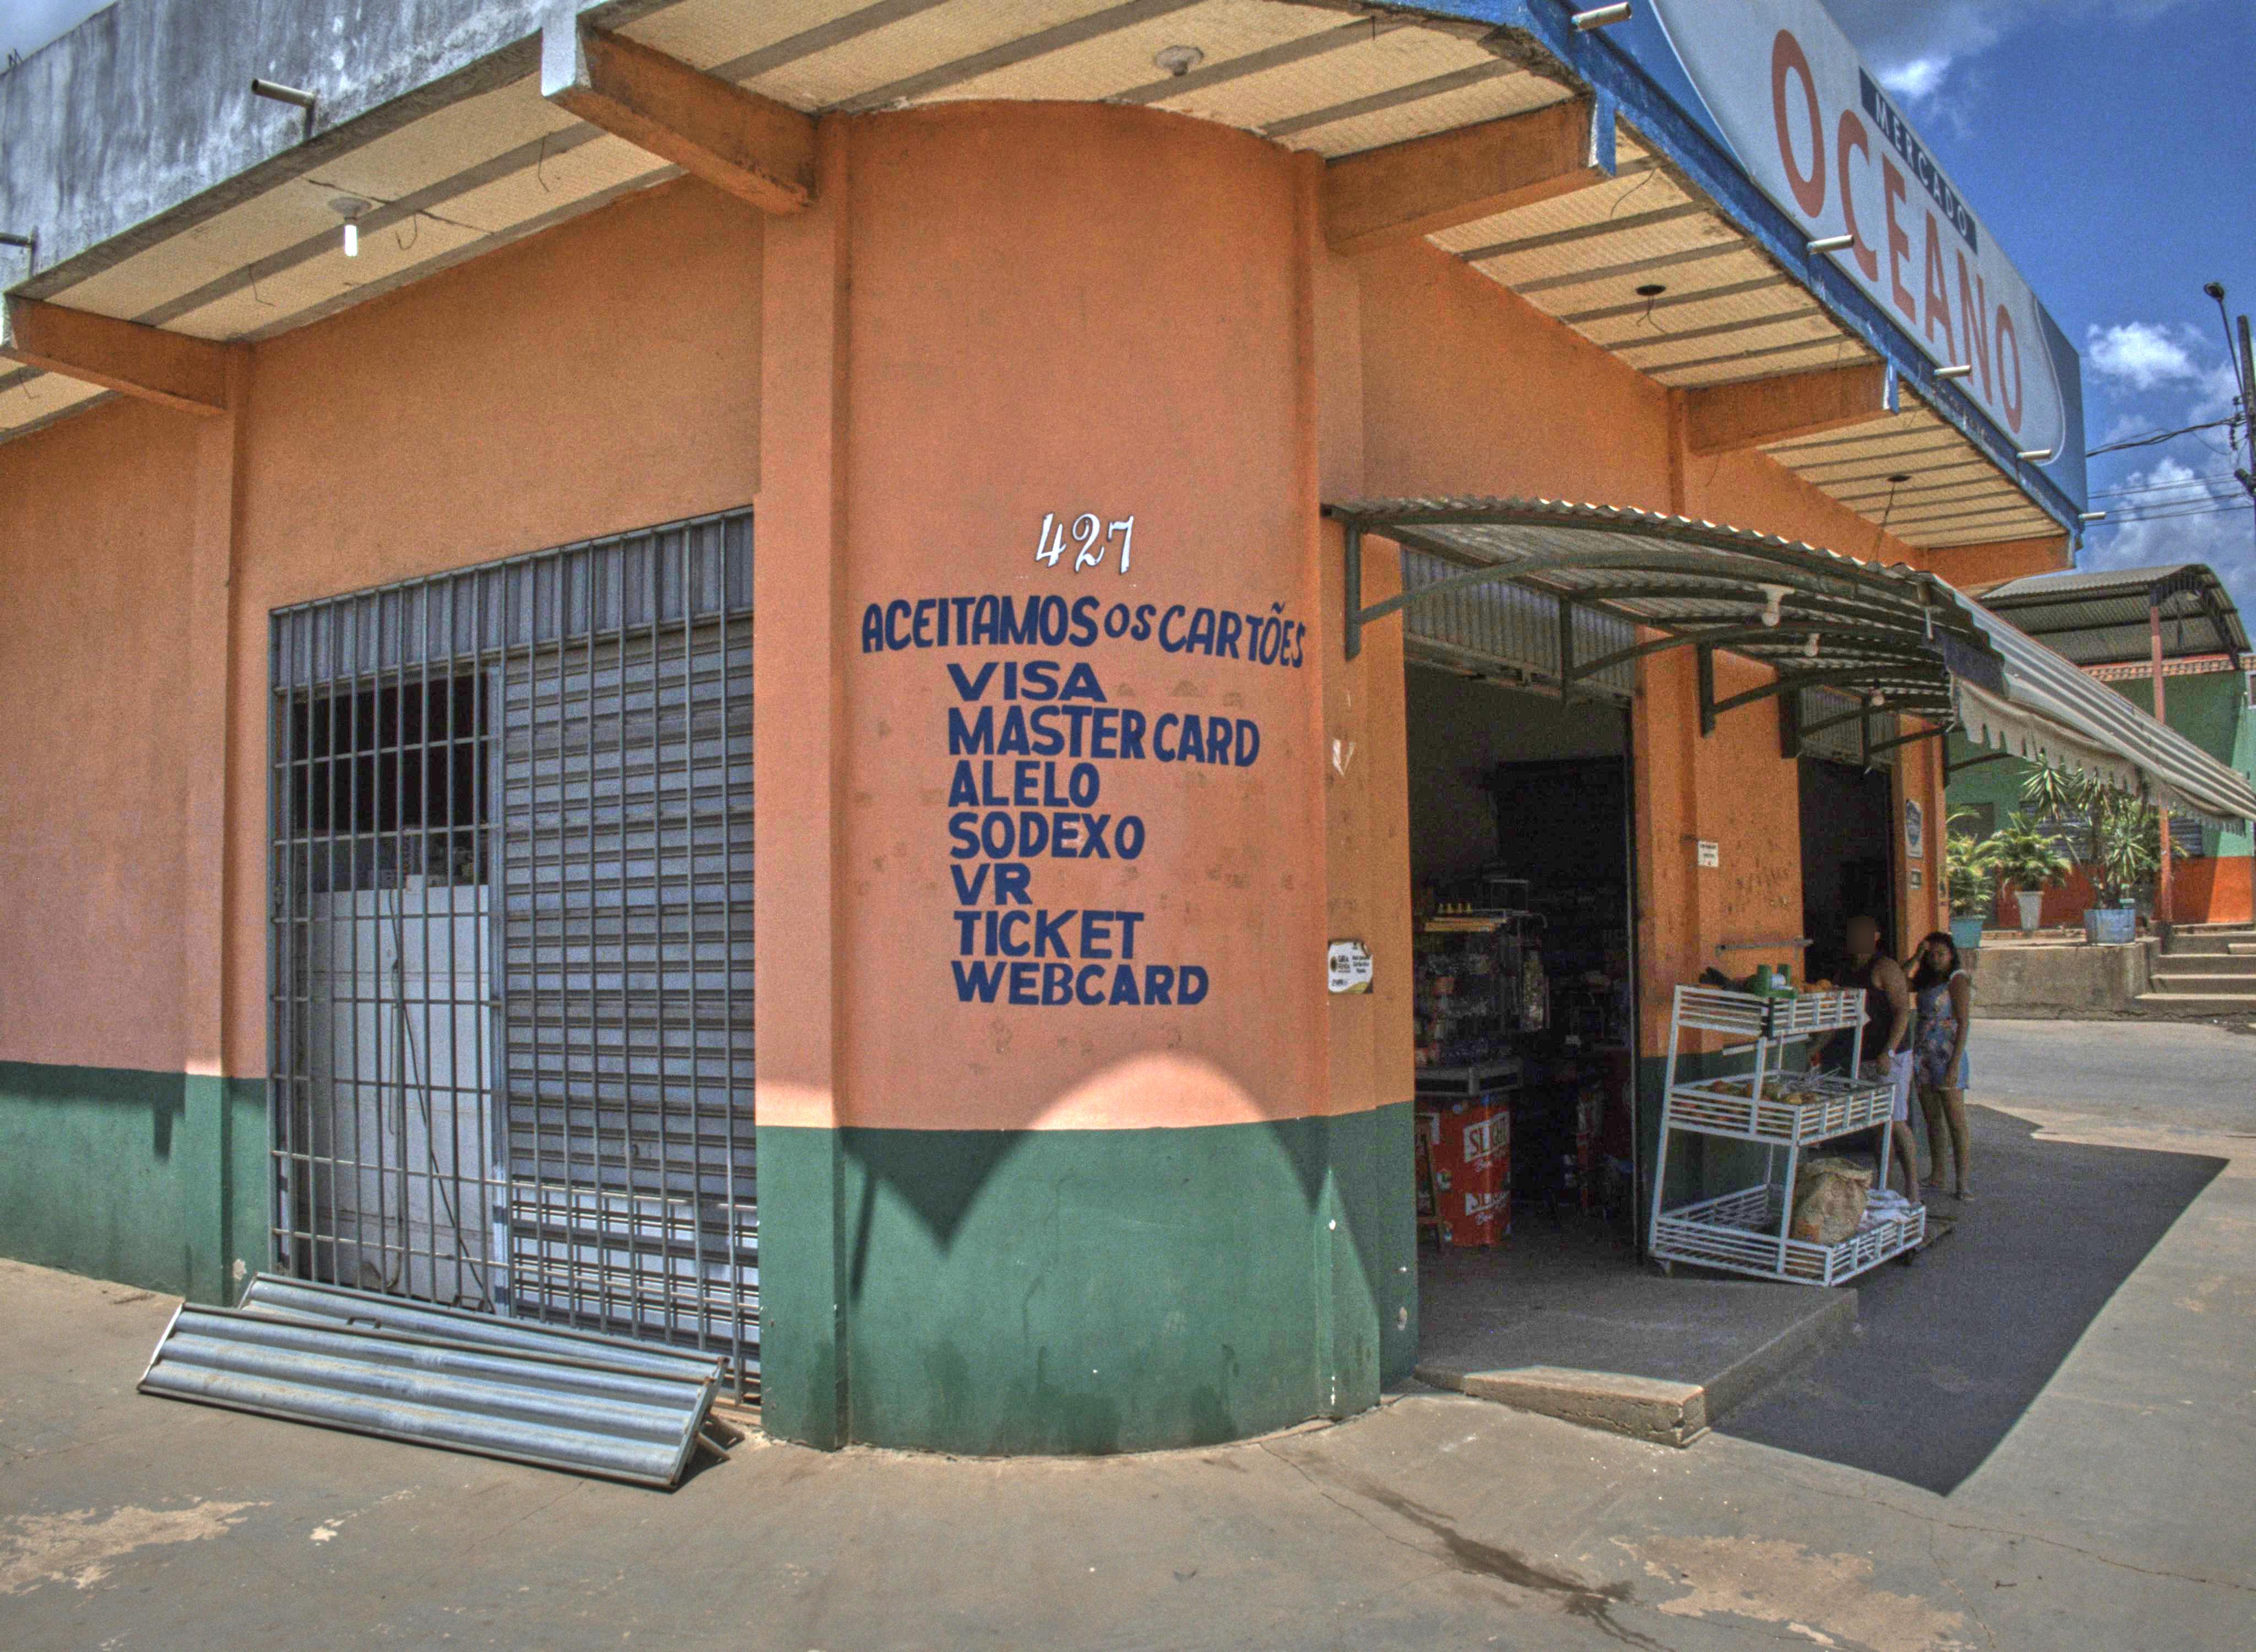 MERCADO
OCEANO
427
ACEITAMOS OS CARTÕES
VISA
MASTER CARD
ALELO
SODEXO
VR
TICKET
WEBCARD